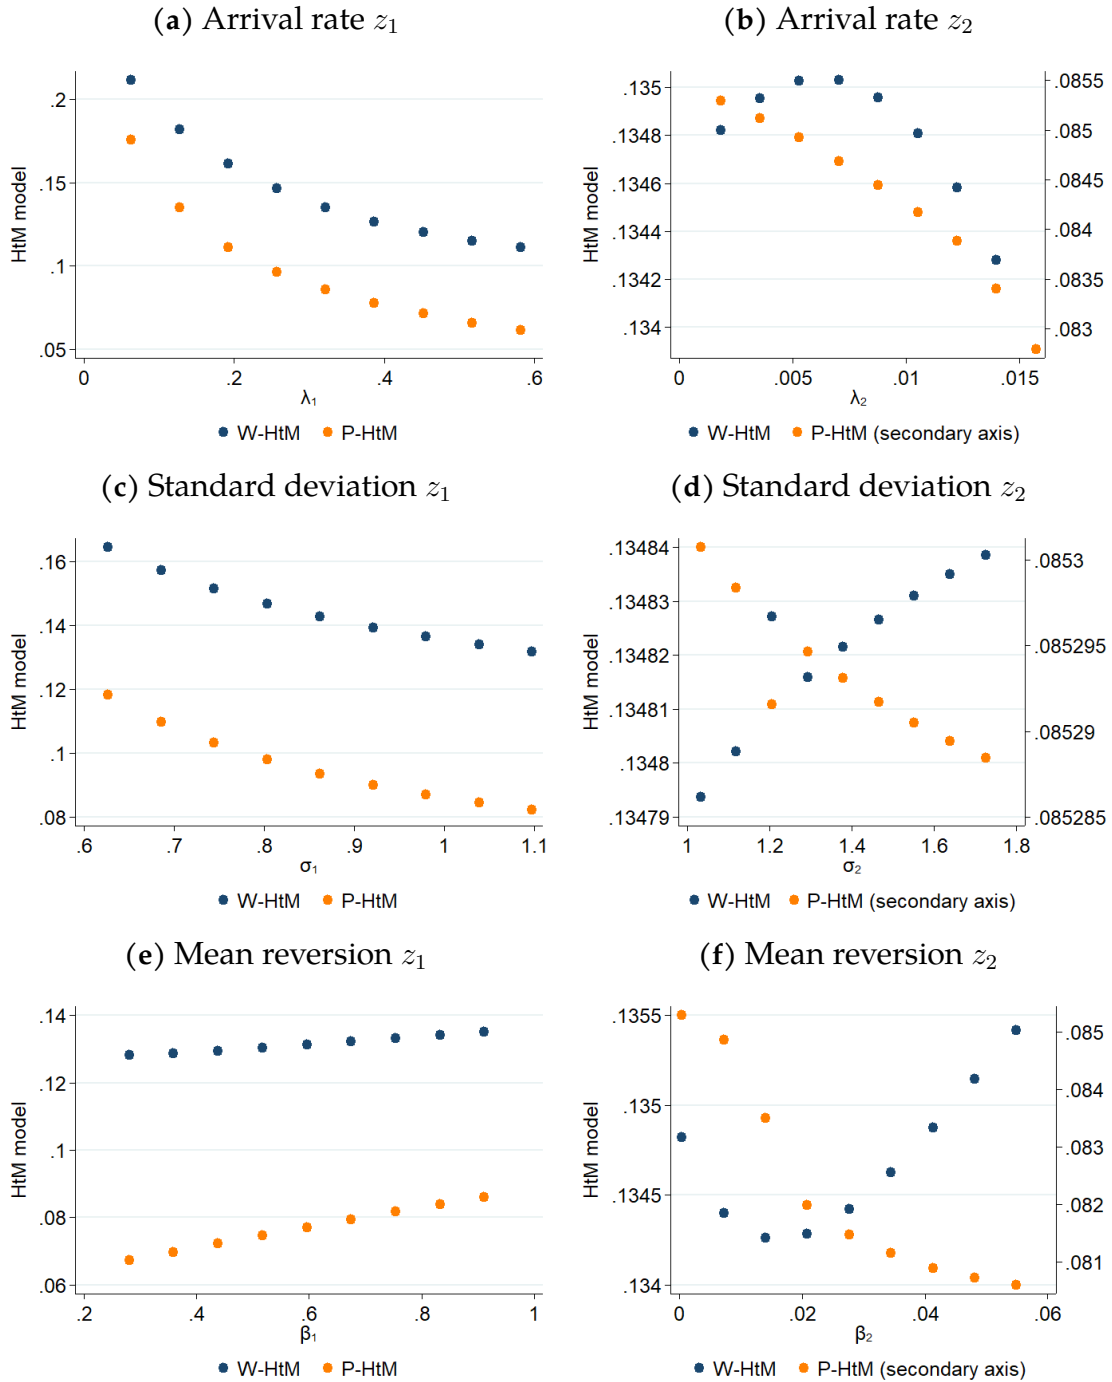 (a) Arrival rate z₁
(b) Arrival rate z₂
HtM model
.2
.15
.1
.05
0 .2 .4 .6
λ₁
W-HtM P-HtM
HtM model
.135
.1348
.1346
.1344
.1342
.134
.0855
.085
.0845
.084
.0835
.083
0 .005 .01 .015
λ₂
W-HtM P-HtM (secondary axis)
(c) Standard deviation z₁
(d) Standard deviation z₂
HtM model
.16
.14
.12
.1
.08
.6 .7 .8 .9 1 1.1
σ₁
W-HtM P-HtM
HtM model
.13484
.13483
.13482
.13481
.1348
.13479
.0853
.085295
.08529
.085285
1 1.2 1.4 1.6 1.8
σ₂
W-HtM P-HtM (secondary axis)
(e) Mean reversion z₁
(f) Mean reversion z₂
HtM model
.14
.12
.1
.08
.06
.2 .4 .6 .8 1
β₁
W-HtM P-HtM
HtM model
.1355
.135
.1345
.134
.085
.084
.083
.082
.081
0 .02 .04 .06
β₂
W-HtM P-HtM (secondary axis)